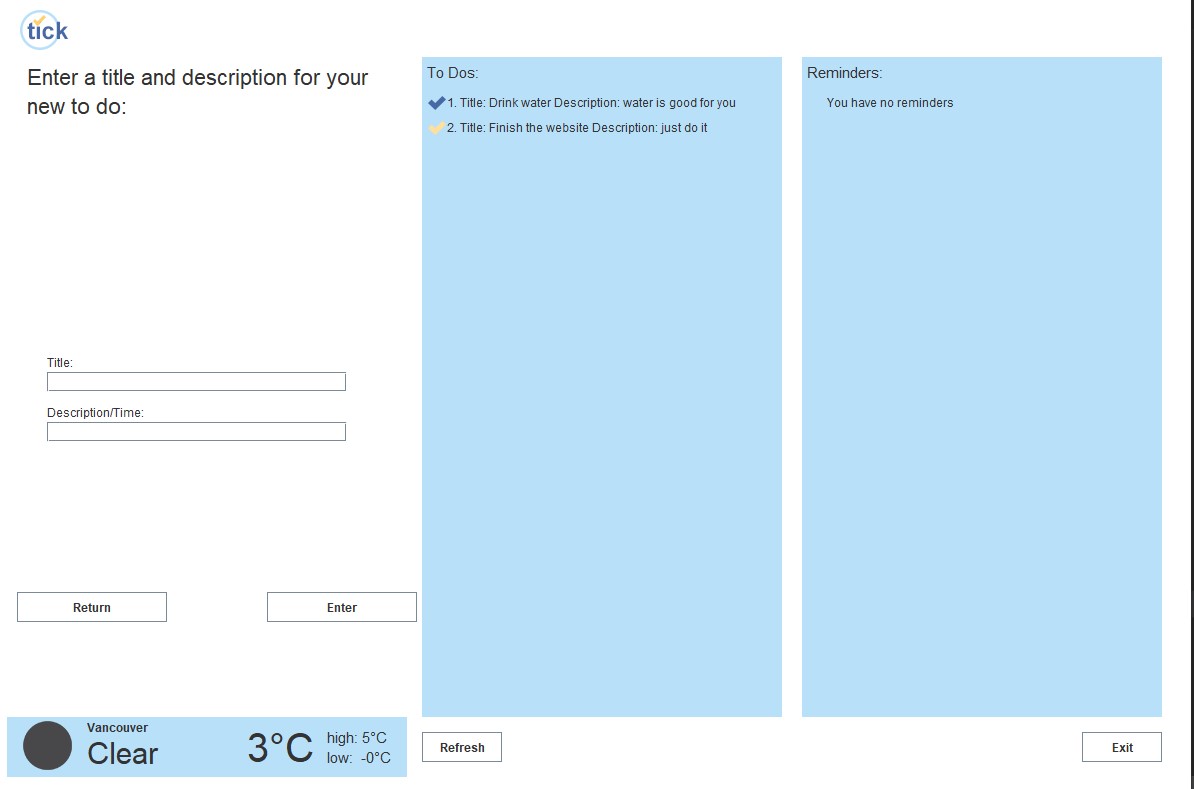 tick
Enter a title and description for your
new to do:
Title:
Description/Time:
Return
Enter
Vancouver
Clear
3°C
high: 5°C
low: -0°C
To Dos:
1. Title: Drink water Description: water is good for you
2. Title: Finish the website Description: just do it
Refresh
Reminders:
You have no reminders
Exit